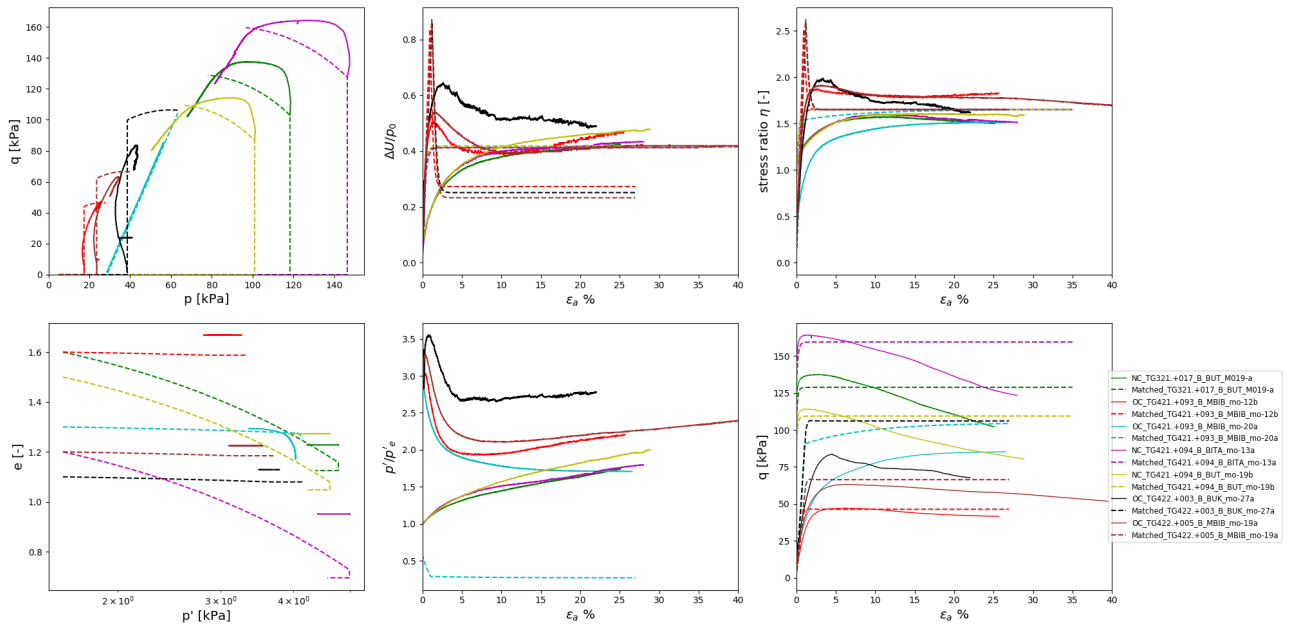 160
140
120
100
80
60
40
20
0
q [kPa]
0 20 40 60 80 100 120 140
p [kPa]
0.8
0.6
0.4
0.2
0.0
ΔU/p₀
0 5 10 15 20 25 30 35 40
εₐ %
2.5
2.0
1.5
1.0
0.5
0.0
stress ratio η [-]
0 5 10 15 20 25 30 35 40
εₐ %
1.6
1.4
1.2
1.0
0.8
e [-]
2 × 10⁰ 3 × 10⁰ 4 × 10⁰
p' [kPa]
3.5
3.0
2.5
2.0
1.5
1.0
0.5
p'/p'ₑ
0 5 10 15 20 25 30 35 40
εₐ %
150
125
100
75
50
25
0
q [kPa]
0 5 10 15 20 25 30 35 40
εₐ %
NC_TG321.+017_B_BUT_M019-a
Matched_TG321.+017_B_BUT_M019-a
OC_TG421.+093_B_MBIB_mo-12b
Matched_TG421.+093_B_MBIB_mo-12b
OC_TG421.+093_B_MBIB_mo-20a
Matched_TG421.+093_B_MBIB_mo-20a
NC_TG421.+094_B_BITA_mo-13a
Matched_TG421.+094_B_BITA_mo-13a
NC_TG421.+094_B_BUT_mo-19b
Matched_TG421.+094_B_BUT_mo-19b
OC_TG422.+003_B_BUK_mo-27a
Matched_TG422.+003_B_BUK_mo-27a
OC_TG422.+005_B_MBIB_mo-19a
Matched_TG422.+005_B_MBIB_mo-19a